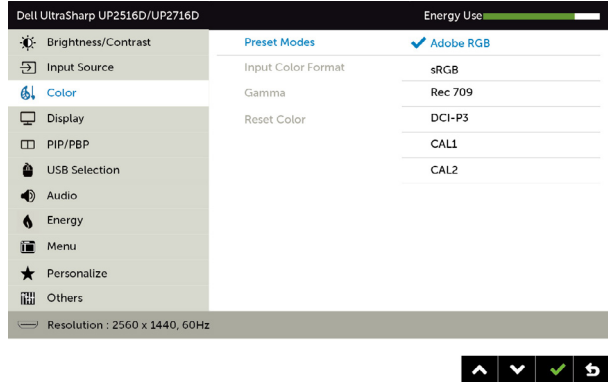 Dell UltraSharp UP2516D/UP2716D Energy Use
Brightness/Contrast Preset Modes Adobe RGB
Input Source Input Color Format sRGB
Color Gamma Rec 709
Display Reset Color DCI-P3
PIP/PBP CAL1
USB Selection CAL2
Audio
Energy
Menu
Personalize
Others
Resolution : 2560 x 1440, 60Hz